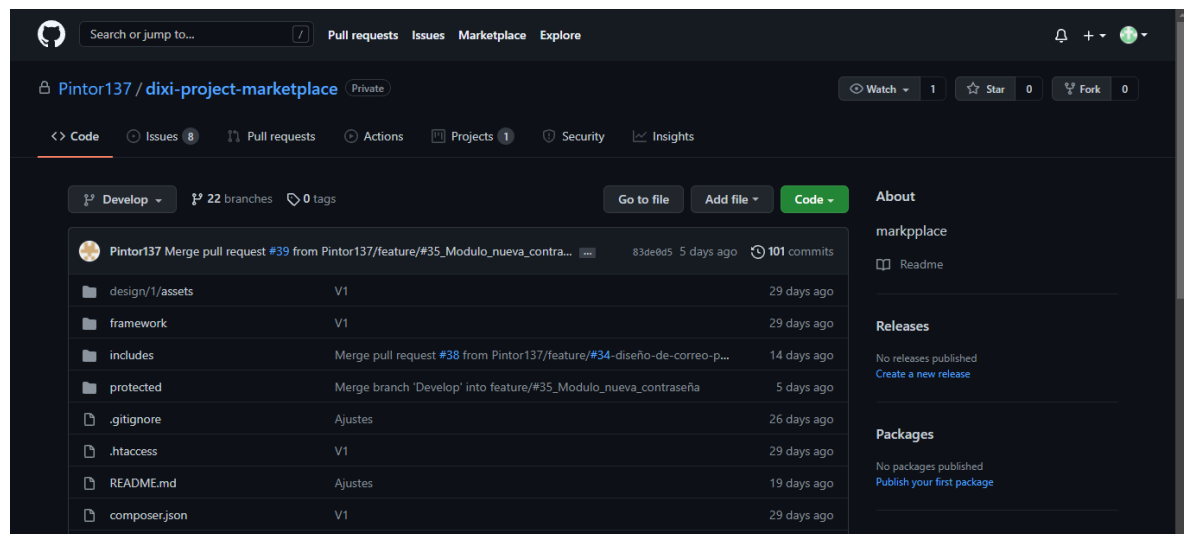 Search or jump to... / Pull requests Issues Marketplace Explore
Pintor137 / dixi-project-marketplace Private Watch 1 Star 0 Fork 0
<> Code Issues 8 Pull requests Actions Projects 1 Security Insights
Develop 22 branches 0 tags Go to file Add file Code
Pintor137 Merge pull request #39 from Pintor137/feature/#35_Modulo_nueva_contra... ... 83de0d5 5 days ago 101 commits
design/1/assets V1 29 days ago
framework V1 29 days ago
includes Merge pull request #38 from Pintor137/feature/#34-diseño-de-correo-p... 14 days ago
protected Merge branch 'Develop' into feature/#35_Modulo_nueva_contraseña 5 days ago
.gitignore Ajustes 26 days ago
.htaccess V1 29 days ago
README.md Ajustes 19 days ago
composer.json V1 29 days ago
About
markpplace
Readme
Releases
No releases published
Create a new release
Packages
No packages published
Publish your first package